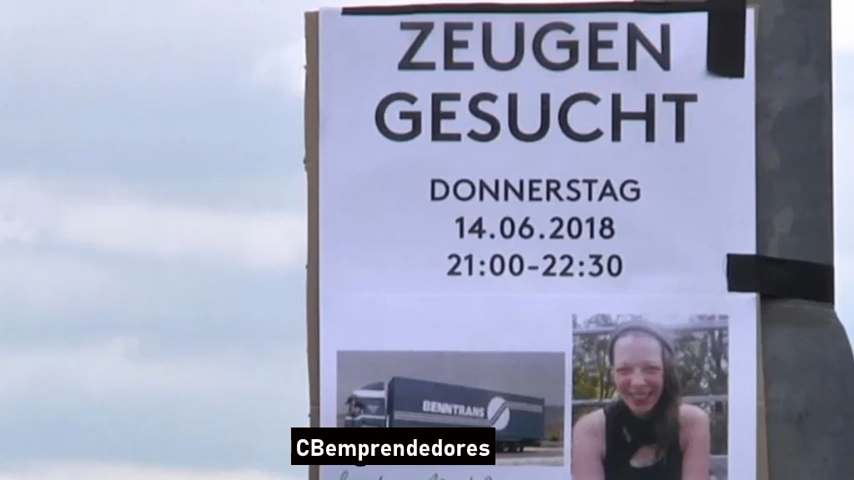 ZEUGEN
GESUCHT
DONNERSTAG
14.06.2018
21:00-22:30
BENNTRANS
CBemprendedores